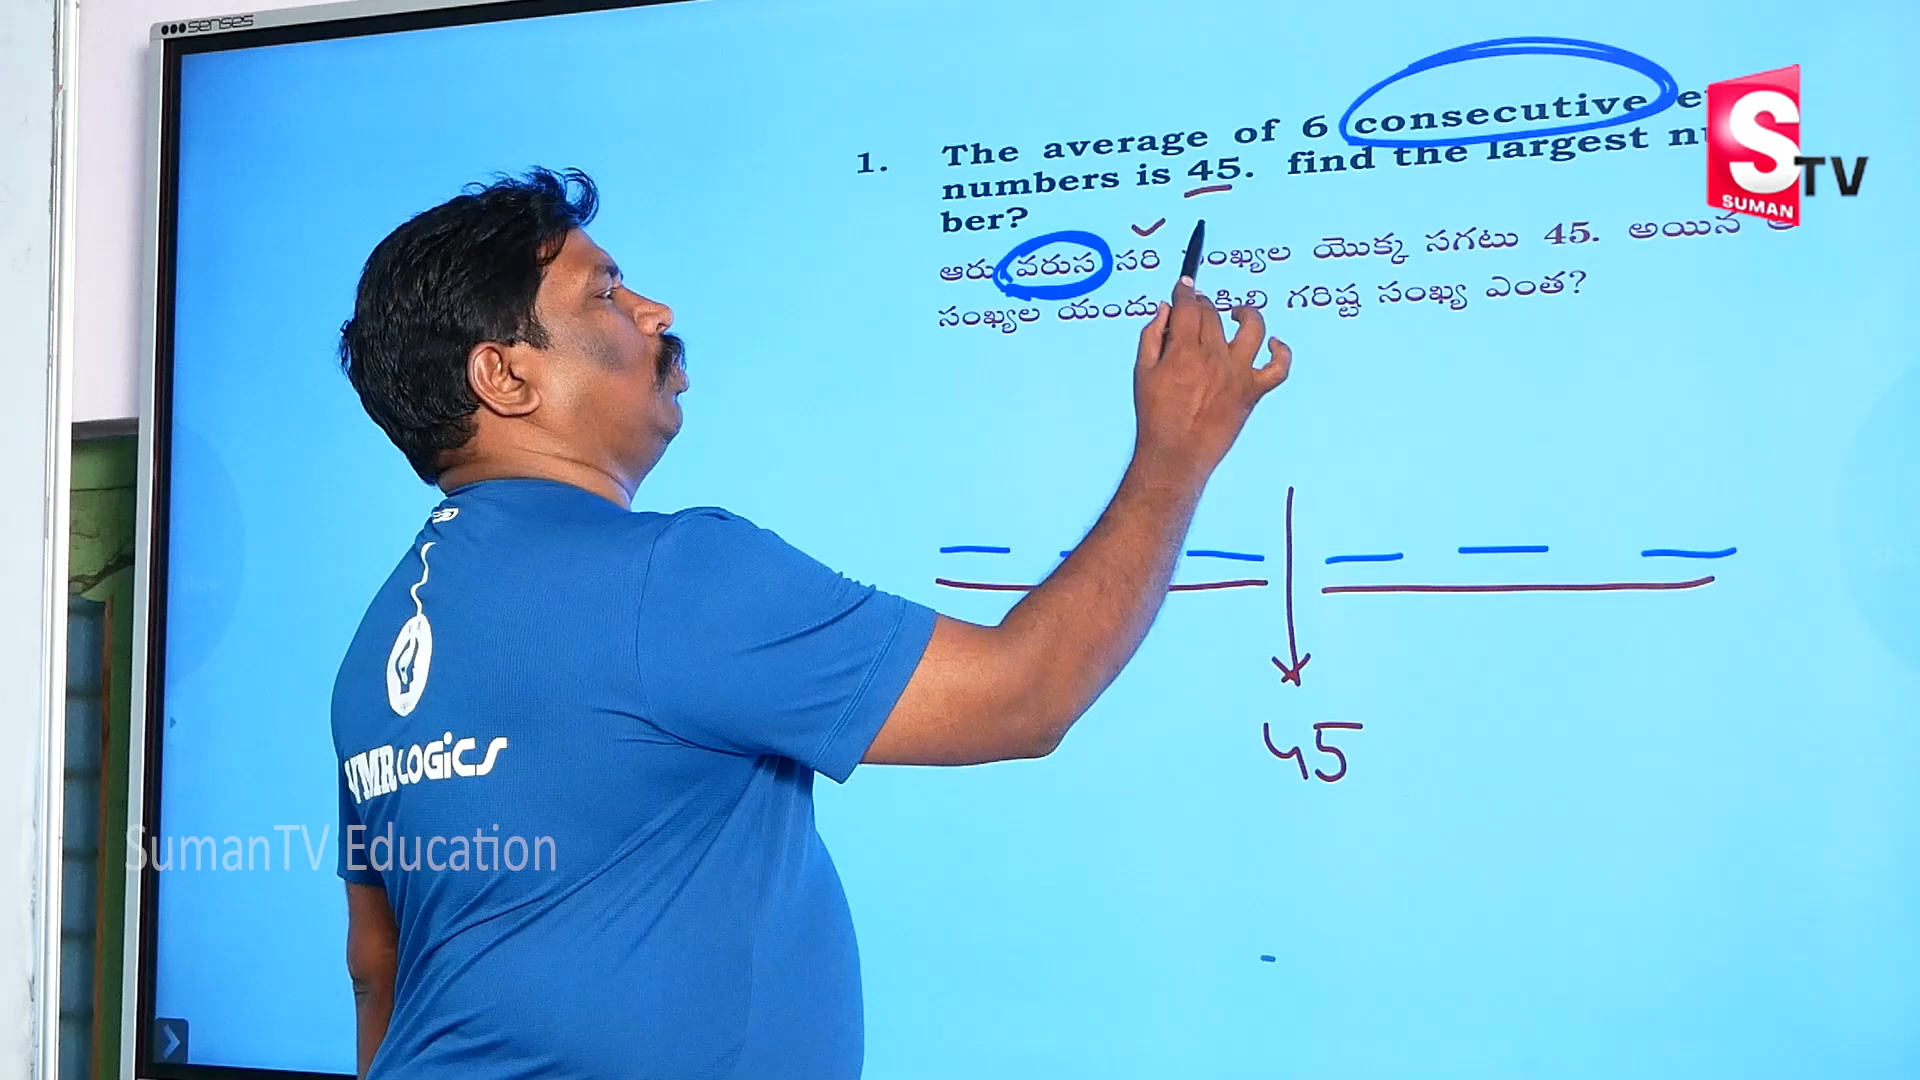 senses
1. The average of 6 consecutive
numbers is 45. find the largest
ber?
ఆరు వరుస సరి సంఖ్యల యొక్క సగటు 45. అయిన
సంఖ్యల యందు గరిష్ట సంఖ్య ఎంత?
45
S TV
SUMAN
VMR LOGICS
SumanTV Education